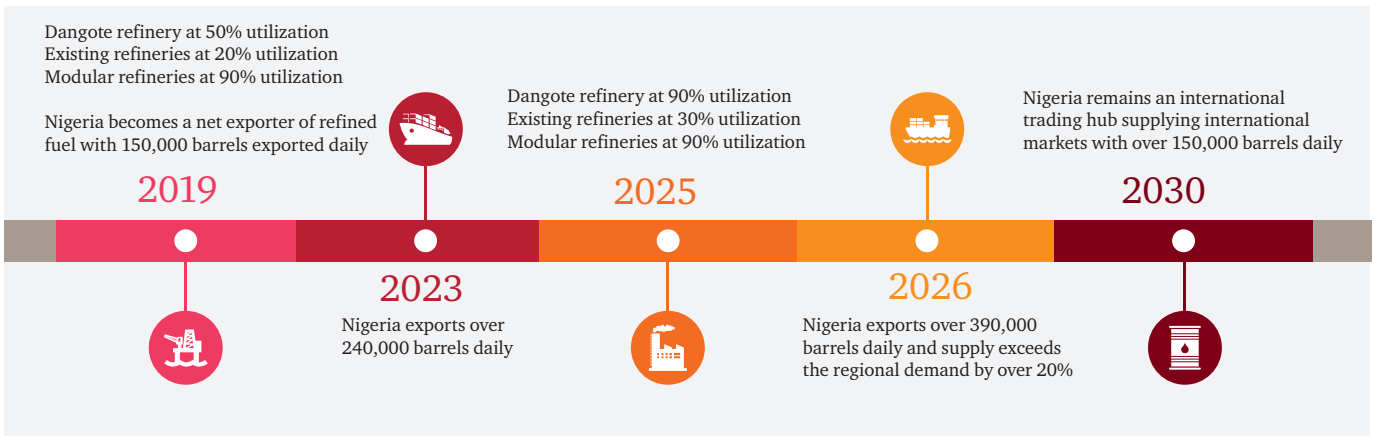 Dangote refinery at 50% utilization
Existing refineries at 20% utilization
Modular refineries at 90% utilization
Nigeria becomes a net exporter of refined
fuel with 150,000 barrels exported daily
2019
2023
Nigeria exports over
240,000 barrels daily
Dangote refinery at 90% utilization
Existing refineries at 30% utilization
Modular refineries at 90% utilization
2025
2026
Nigeria exports over 390,000
barrels daily and supply exceeds
the regional demand by over 20%
Nigeria remains an international
trading hub supplying international
markets with over 150,000 barrels daily
2030